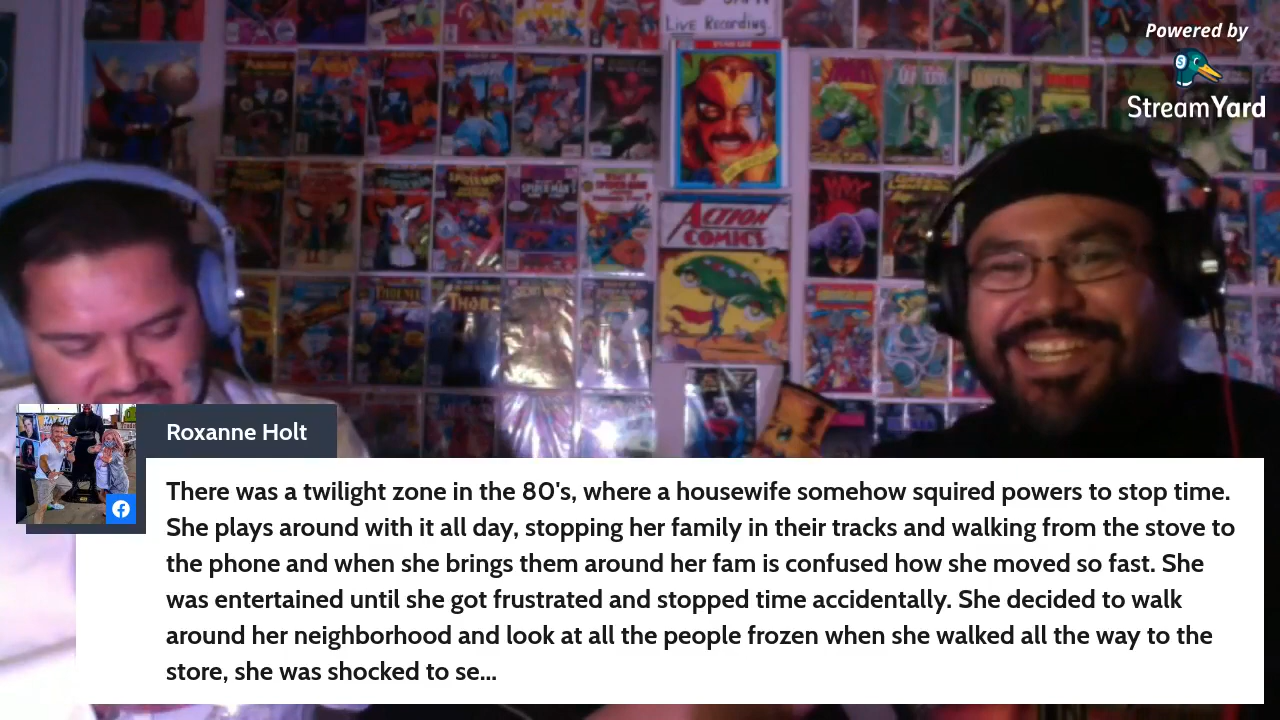 Live Recording.
Powered by
StreamYard
ACTION
COMICS
THOR
Roxanne Holt
There was a twilight zone in the 80's, where a housewife somehow squired powers to stop time.
She plays around with it all day, stopping her family in their tracks and walking from the stove to
the phone and when she brings them around her fam is confused how she moved so fast. She
was entertained until she got frustrated and stopped time accidentally. She decided to walk
around her neighborhood and look at all the people frozen when she walked all the way to the
store, she was shocked to se...